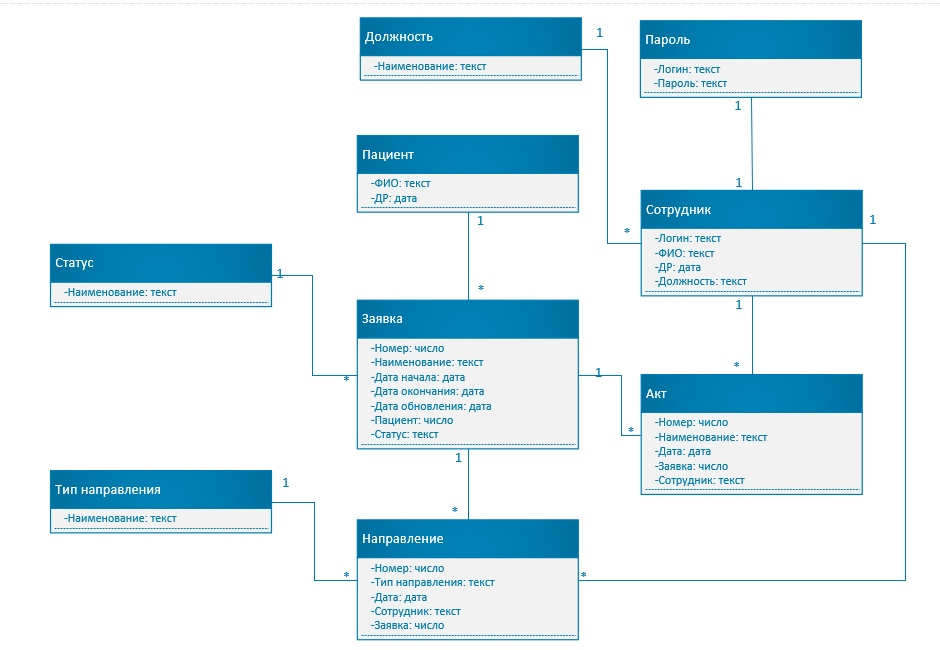 Должность
-Наименование: текст
1
Пароль
-Логин: текст
-Пароль: текст
1
Пациент
-ФИО: текст
-ДР: дата
1
*
1
Сотрудник
-Логин: текст
-ФИО: текст
-ДР: дата
-Должность: текст
*
1
1
Статус
-Наименование: текст
1
*
Заявка
-Номер: число
-Наименование: текст
-Дата начала: дата
-Дата окончания: дата
-Дата обновления: дата
-Пациент: число
-Статус: текст
1
*
1
*
Акт
-Номер: число
-Наименование: текст
-Дата: дата
-Заявка: число
-Сотрудник: текст
Тип направления
-Наименование: текст
1
*
*
Направление
-Номер: число
-Тип направления: текст
-Дата: дата
-Сотрудник: текст
-Заявка: число
*